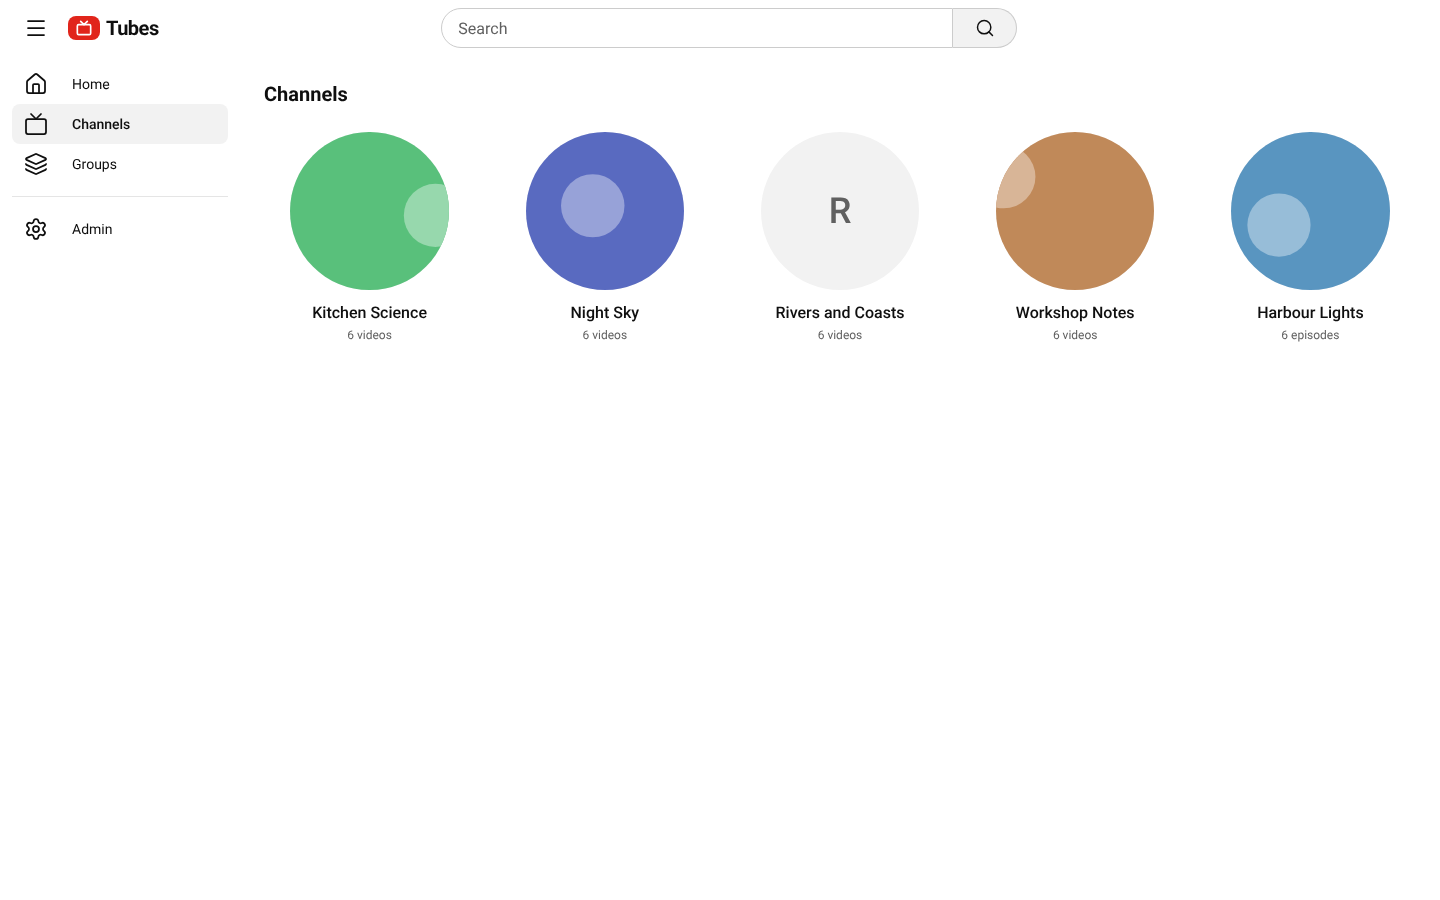 Tubes
Search
Home
Channels
Groups
Admin
Channels
R
Kitchen Science
6 videos
Night Sky
6 videos
Rivers and Coasts
6 videos
Workshop Notes
6 videos
Harbour Lights
6 episodes